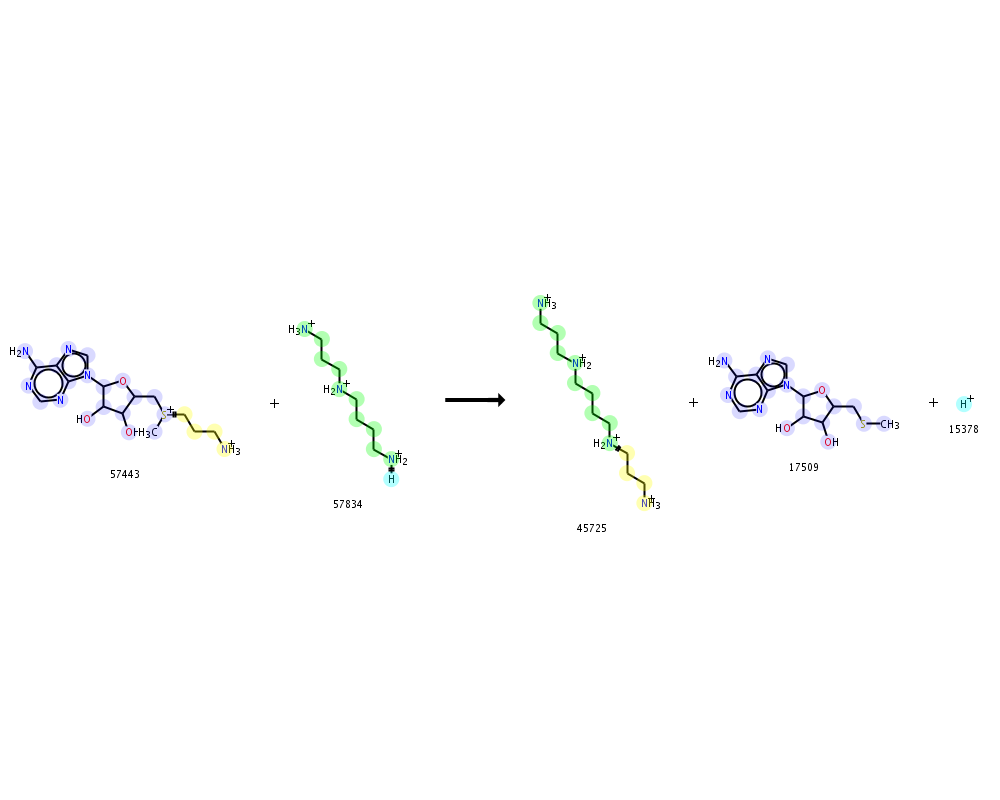 H2N N N N N N O HO OH H3C S+ NH3+
57443
+
H3N+ H2N+ NH2+ H
57834
NH3+ NH2+ H2N+ NH3+
45725
+
H2N N N N N N O HO OH S CH3
17509
+
H+
15378